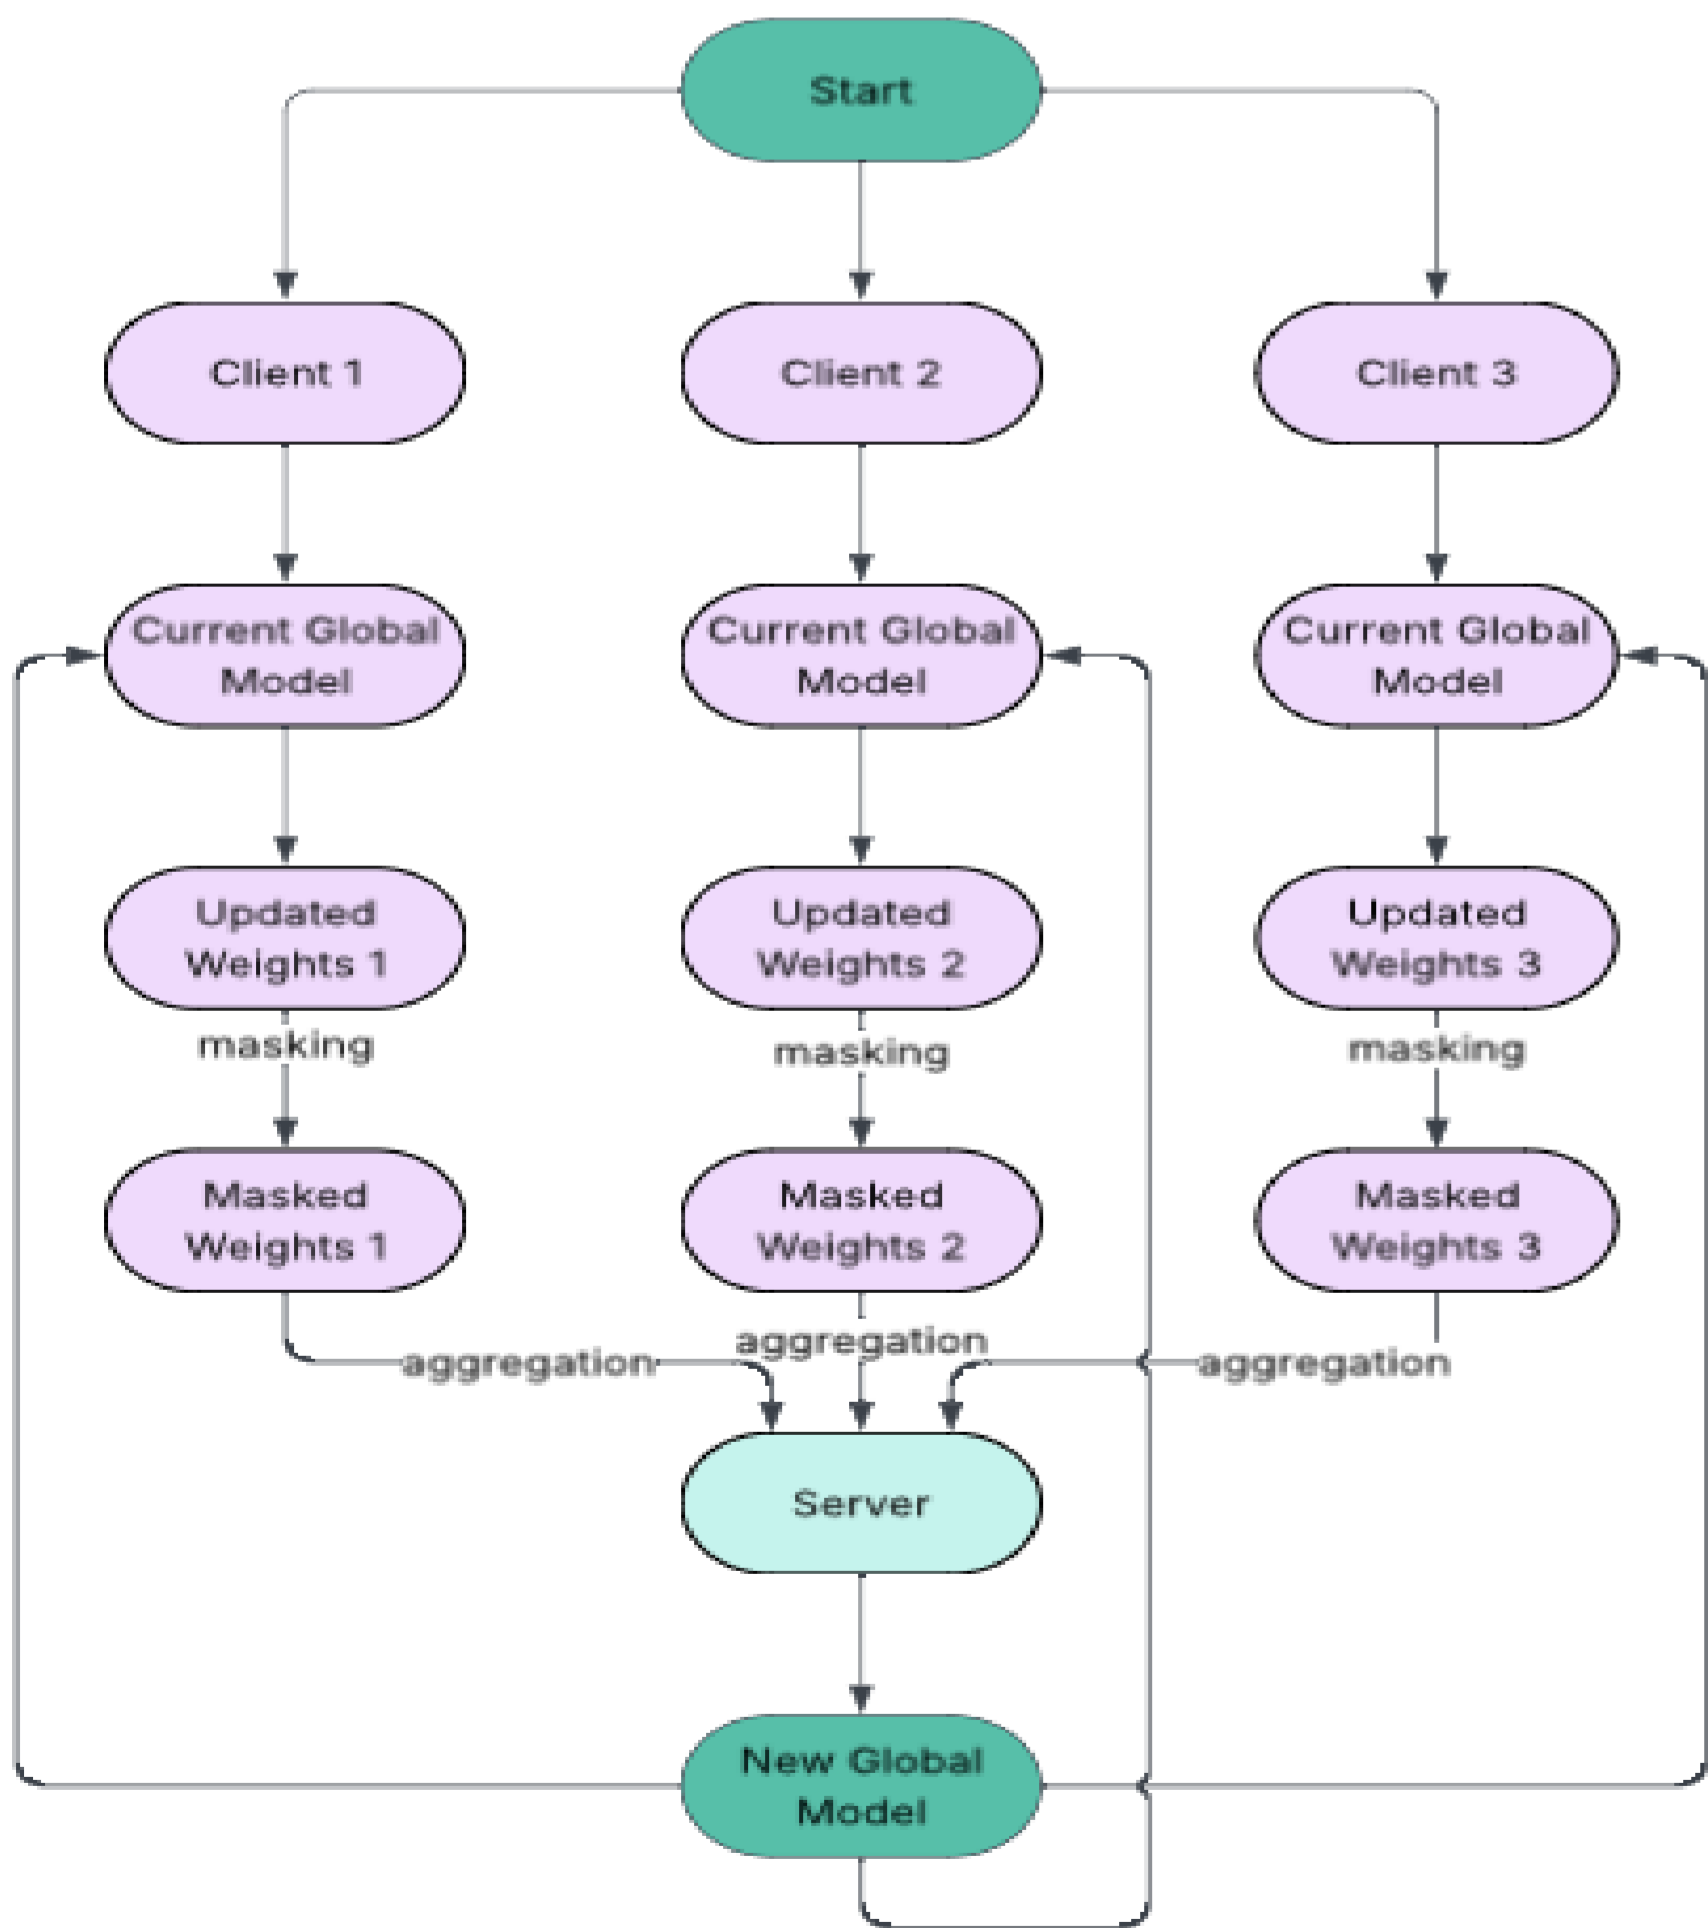 Start
Client 1
Client 2
Client 3
Current Global
Model
Current Global
Model
Current Global
Model
Updated
Weights 1
Updated
Weights 2
Updated
Weights 3
masking
masking
masking
Masked
Weights 1
Masked
Weights 2
Masked
Weights 3
aggregation
aggregation
aggregation
Server
New Global
Model